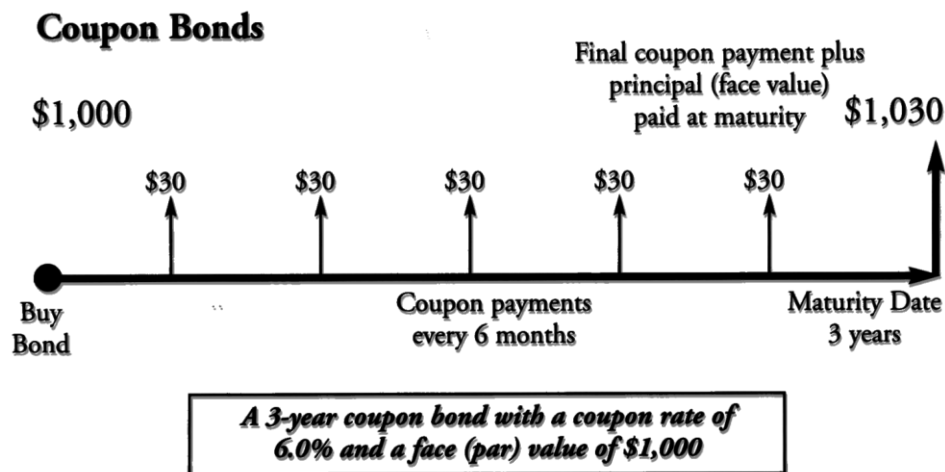 Coupon Bonds
Final coupon payment plus
principal (face value)
paid at maturity
$1,000
$1,030
$30
$30
$30
$30
$30
Buy
Bond
Coupon payments
every 6 months
Maturity Date
3 years
A 3-year coupon bond with a coupon rate of
6.0% and a face (par) value of $1,000